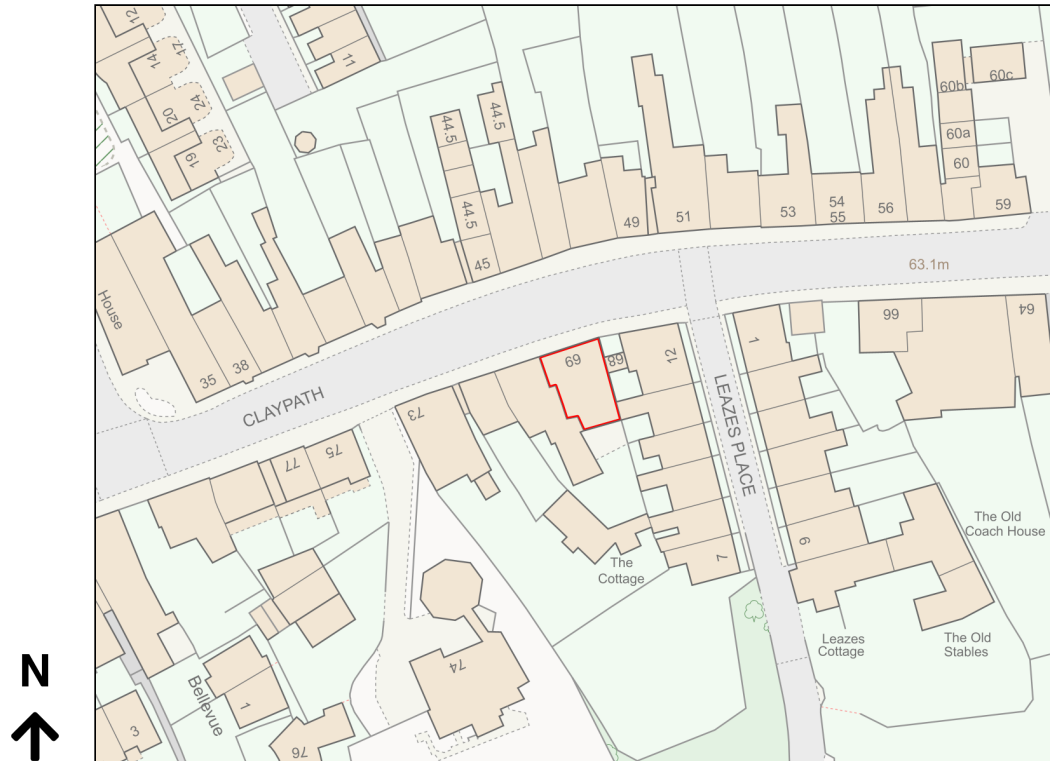 12
17
14
24
20
23
19
11
44.5
44.5
44.5
60b
60c
60a
60
49
51
53
54
55
56
59
45
63.1m
House
35
38
CLAYPATH
69
68
12
1
66
64
LEAZES PLACE
73
77
75
The Old
Coach House
6
7
The
Cottage
Leazes
Cottage
The Old
Stables
74
Bellevue
1
3
76
N